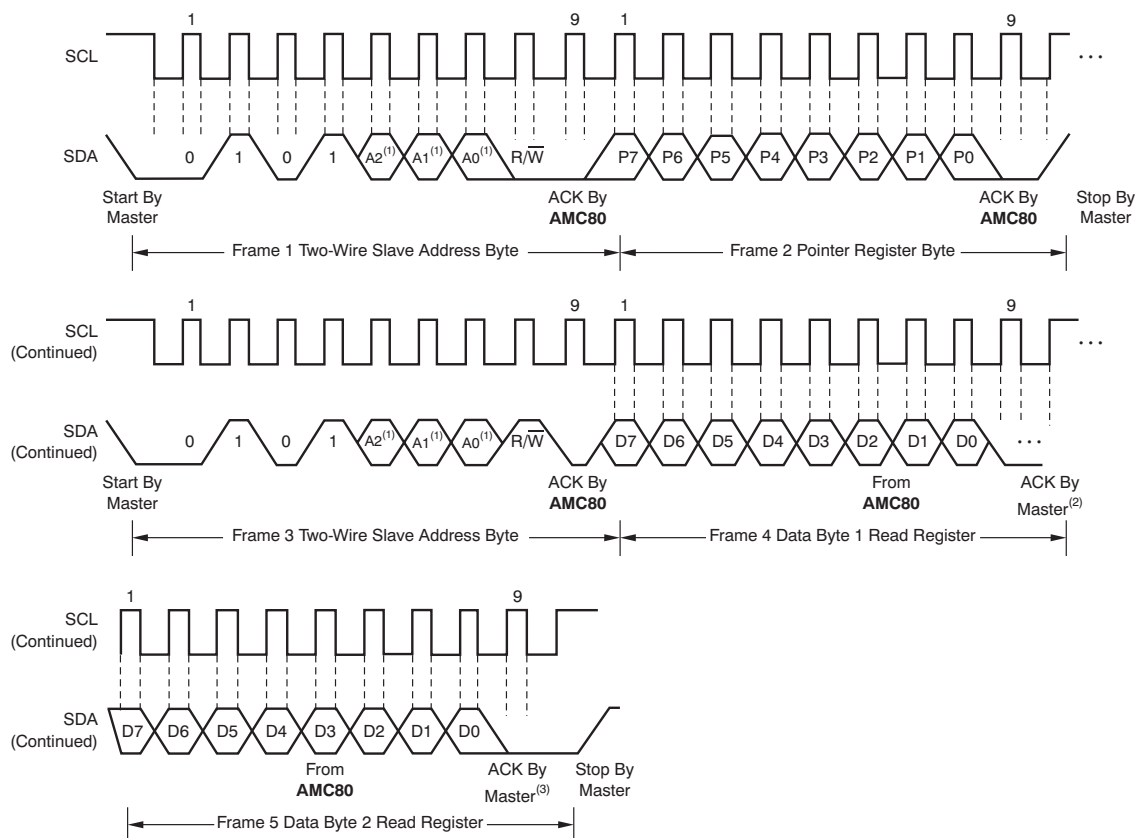 1 9 1 9
SCL ...
SDA 0 1 0 1 A2(1) A1(1) A0(1) R/W̅ P7 P6 P5 P4 P3 P2 P1 P0
Start By ACK By ACK By Stop By
Master AMC80 AMC80 Master
Frame 1 Two-Wire Slave Address Byte Frame 2 Pointer Register Byte
1 9 1 9
SCL
(Continued) ...
SDA
(Continued) 0 1 0 1 A2(1) A1(1) A0(1) R/W̅ D7 D6 D5 D4 D3 D2 D1 D0 ...
Start By ACK By From ACK By
Master AMC80 AMC80 Master(2)
Frame 3 Two-Wire Slave Address Byte Frame 4 Data Byte 1 Read Register
1 9
SCL
(Continued)
SDA
(Continued) D7 D6 D5 D4 D3 D2 D1 D0
From ACK By Stop By
AMC80 Master(3) Master
Frame 5 Data Byte 2 Read Register